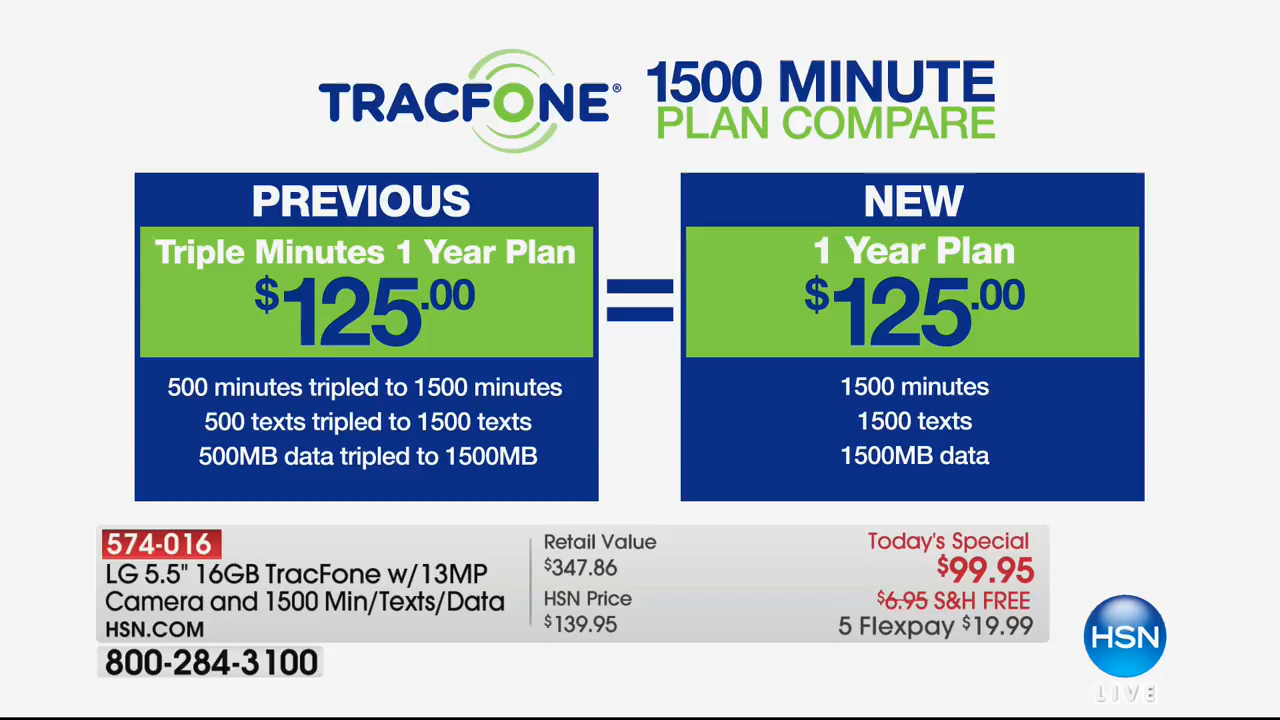 TRACFONE®
1500 MINUTE
PLAN COMPARE
PREVIOUS
Triple Minutes 1 Year Plan
$125.00
500 minutes tripled to 1500 minutes
500 texts tripled to 1500 texts
500MB data tripled to 1500MB
=
NEW
1 Year Plan
$125.00
1500 minutes
1500 texts
1500MB data
574-016
LG 5.5" 16GB TracFone w/13MP
Camera and 1500 Min/Texts/Data
HSN.COM
800-284-3100
Retail Value
$347.86
HSN Price
$139.95
Today's Special
$99.95
$6.95 S&H FREE
5 Flexpay $19.99
HSN
LIVE